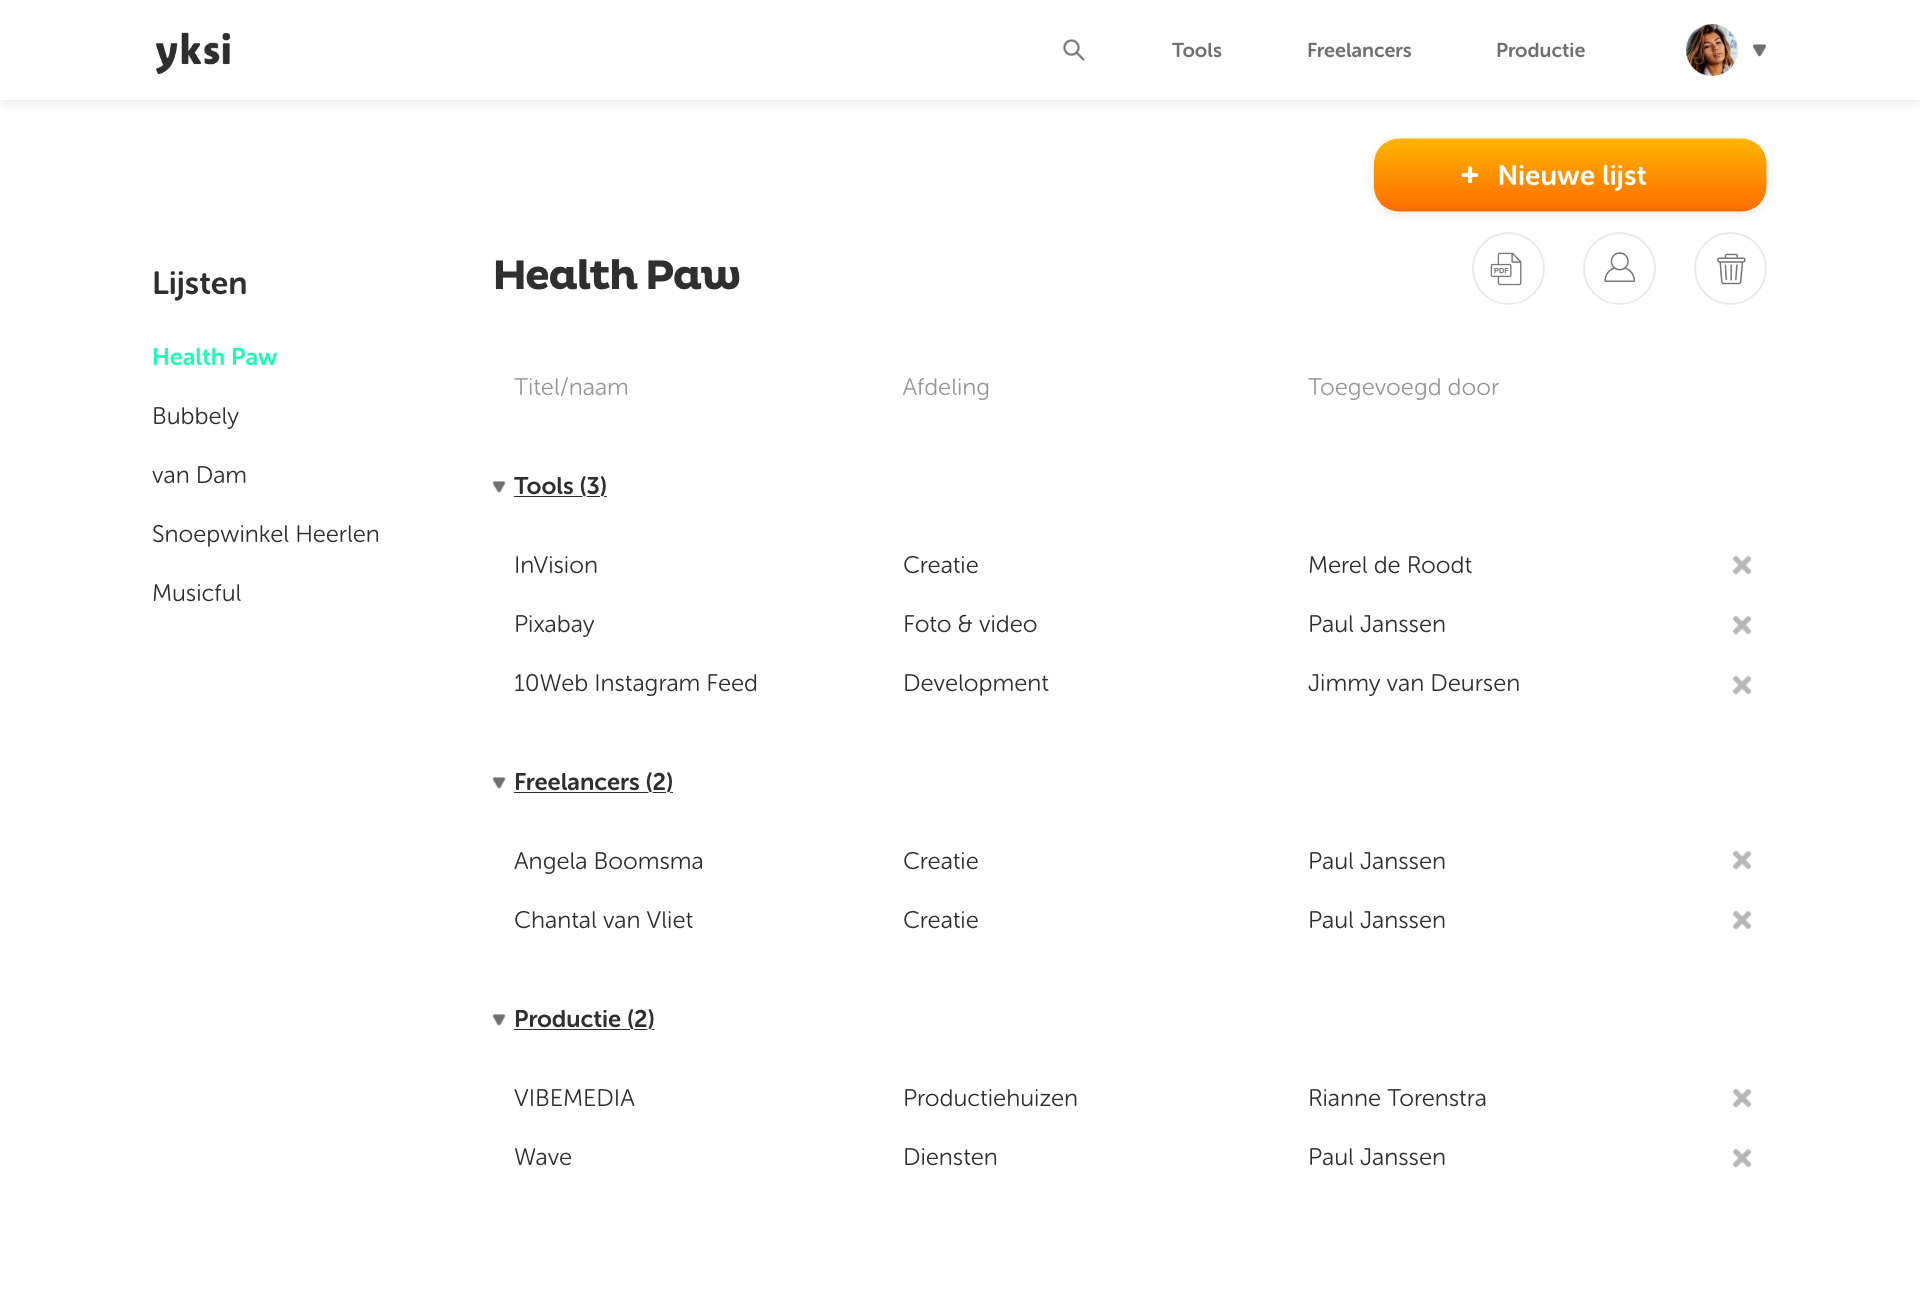 yksi
Tools
Freelancers
Productie
+ Nieuwe lijst
Lijsten
Health Paw
Bubbely
van Dam
Snoepwinkel Heerlen
Musicful
Health Paw
PDF
Titel/naam Afdeling Toegevoegd door
Tools (3)
InVision Creatie Merel de Roodt
Pixabay Foto & video Paul Janssen
10Web Instagram Feed Development Jimmy van Deursen
Freelancers (2)
Angela Boomsma Creatie Paul Janssen
Chantal van Vliet Creatie Paul Janssen
Productie (2)
VIBEMEDIA Productiehuizen Rianne Torenstra
Wave Diensten Paul Janssen